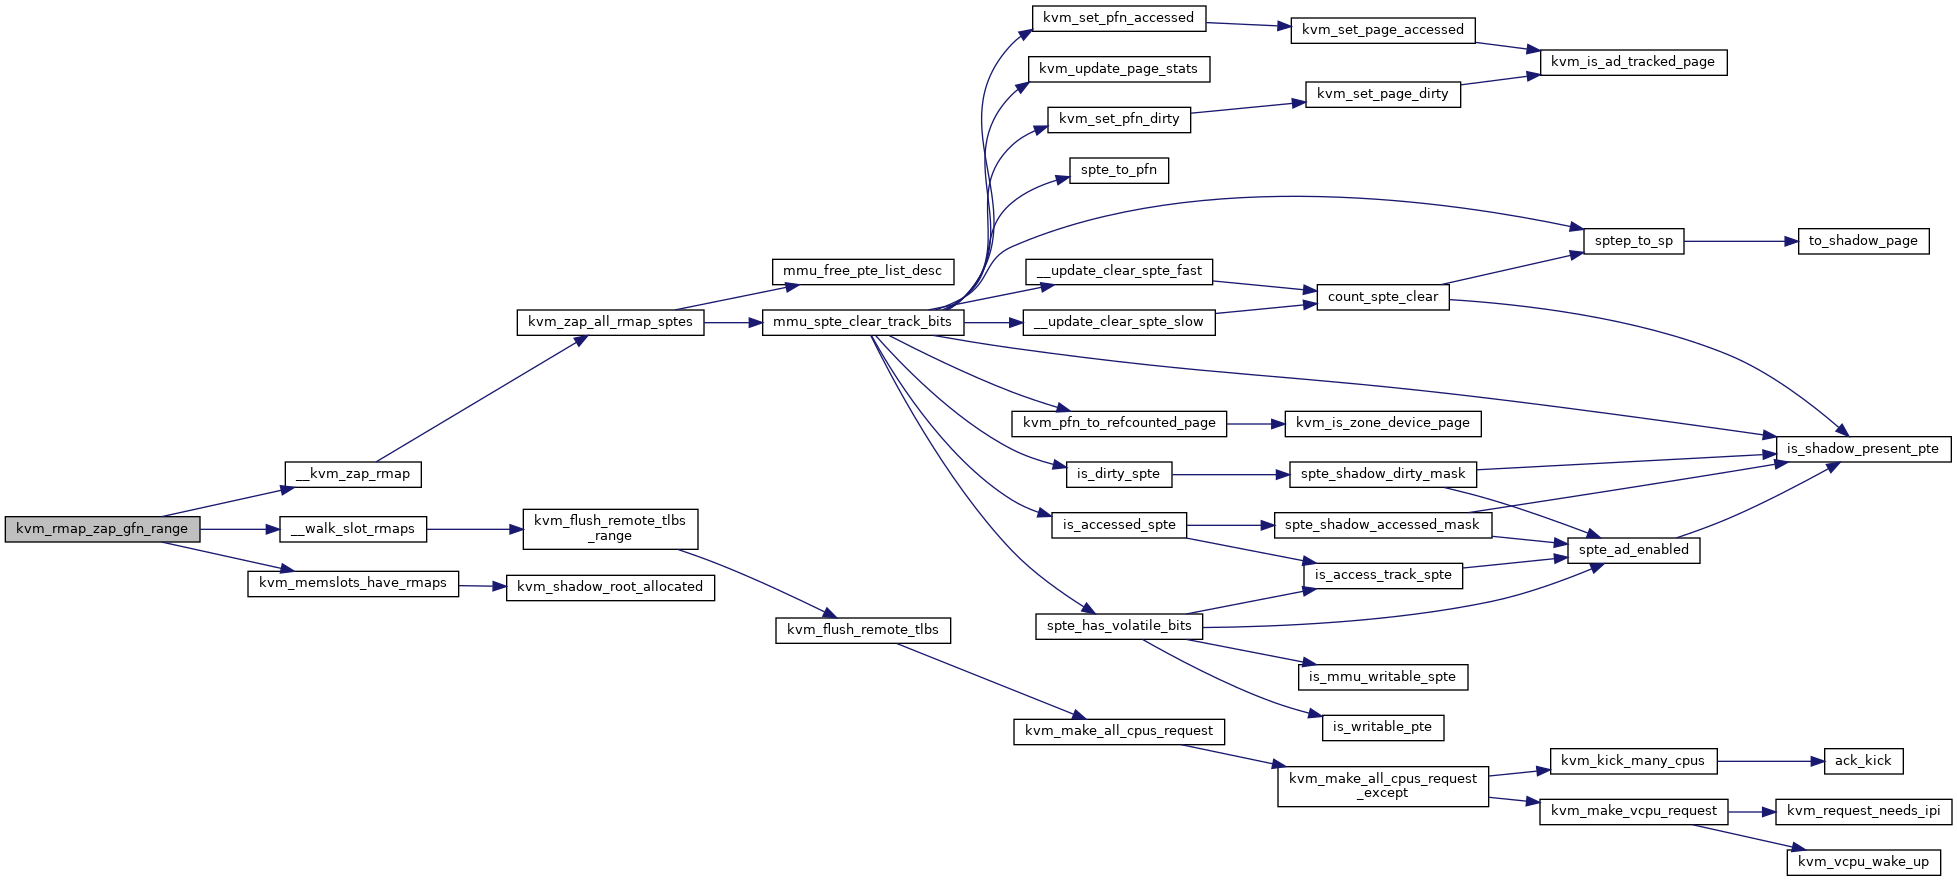 kvm_rmap_zap_gfn_range
__kvm_zap_rmap
__walk_slot_rmaps
kvm_memslots_have_rmaps
kvm_zap_all_rmap_sptes
kvm_flush_remote_tlbs
_range
kvm_shadow_root_allocated
mmu_free_pte_list_desc
mmu_spte_clear_track_bits
kvm_flush_remote_tlbs
kvm_set_pfn_accessed
kvm_update_page_stats
kvm_set_pfn_dirty
spte_to_pfn
__update_clear_spte_fast
__update_clear_spte_slow
kvm_pfn_to_refcounted_page
is_dirty_spte
is_accessed_spte
spte_has_volatile_bits
kvm_make_all_cpus_request
kvm_set_page_accessed
kvm_set_page_dirty
count_spte_clear
kvm_is_zone_device_page
spte_shadow_dirty_mask
spte_shadow_accessed_mask
is_access_track_spte
is_mmu_writable_spte
is_writable_pte
kvm_make_all_cpus_request
_except
kvm_is_ad_tracked_page
sptep_to_sp
spte_ad_enabled
kvm_kick_many_cpus
kvm_make_vcpu_request
to_shadow_page
is_shadow_present_pte
ack_kick
kvm_request_needs_ipi
kvm_vcpu_wake_up